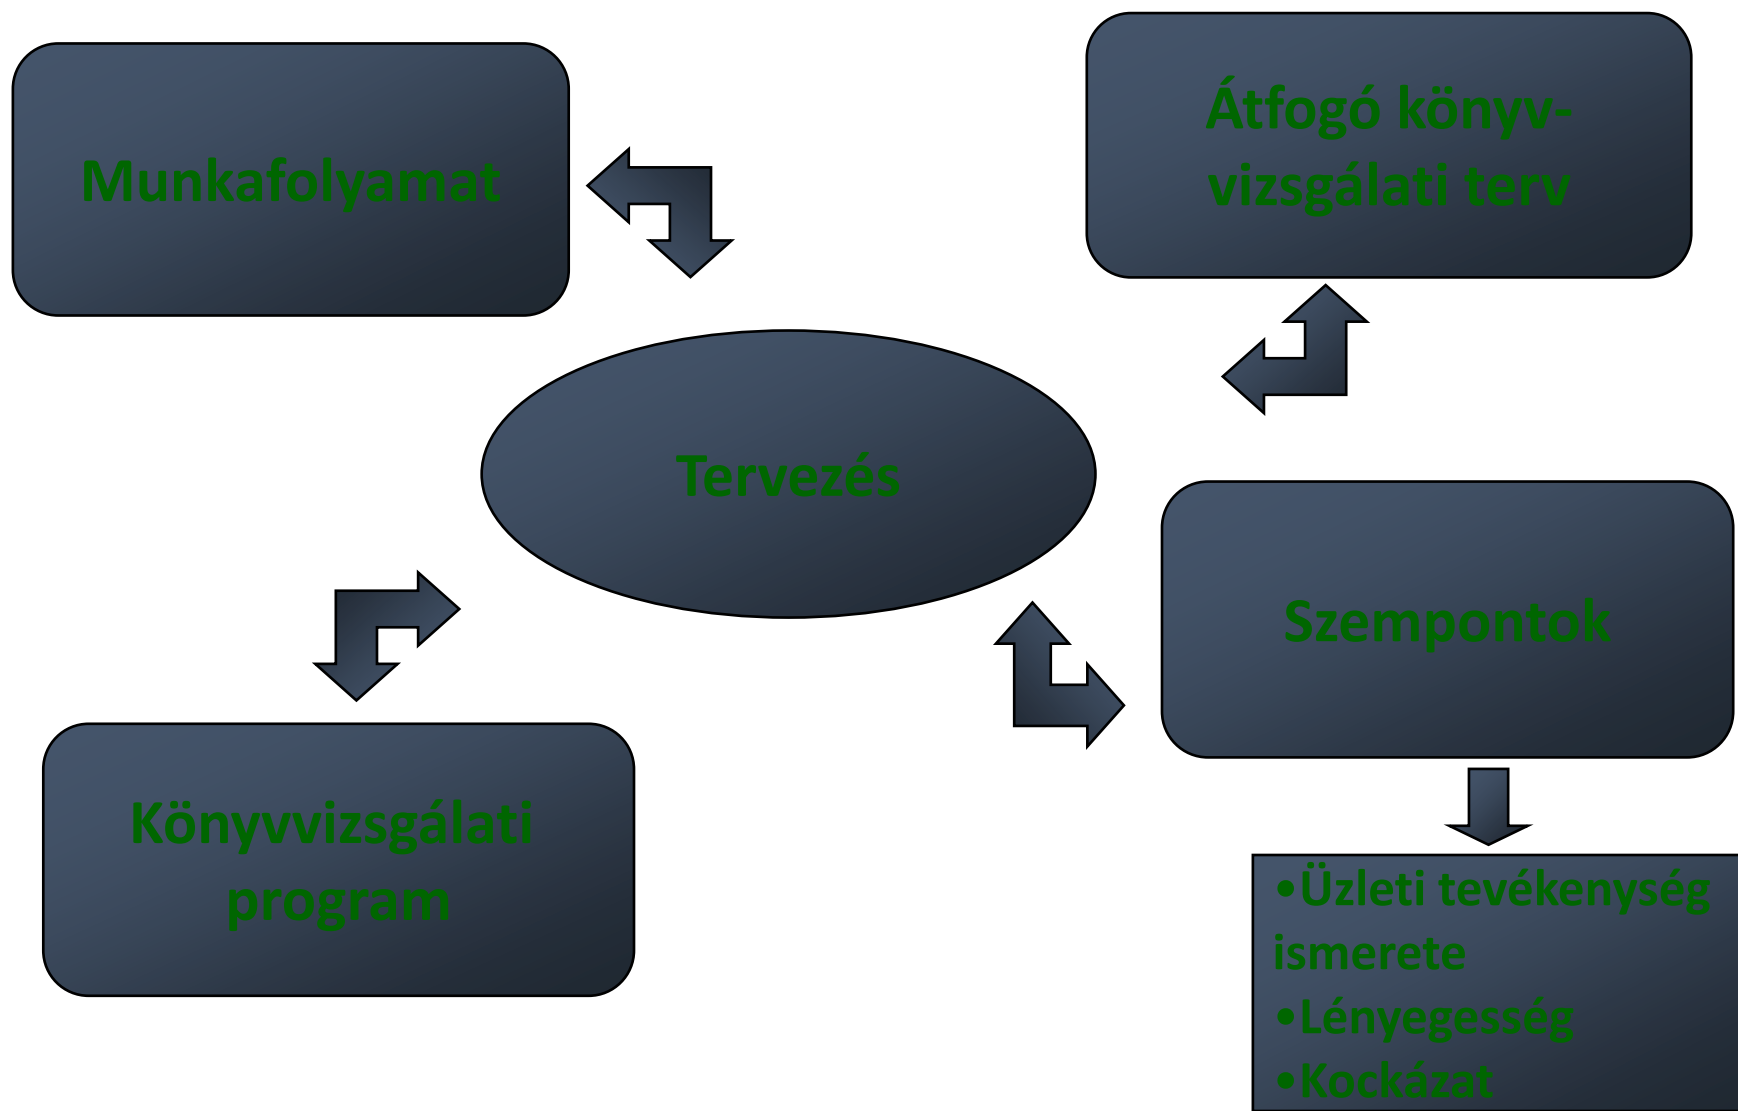 Munkafolyamat
Átfogó könyv-
vizsgálati terv
Tervezés
Szempontok
Könyvvizsgálati
program
•Üzleti tevékenység
ismerete
•Lényegesség
•Kockázat